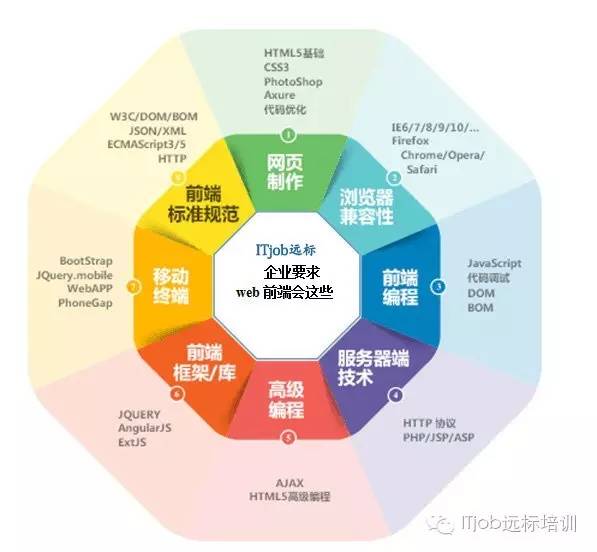 HTML5基础
CSS3
PhotoShop
Axure
代码优化
1
网页
制作
IE6/7/8/9/10/...
Firefox
Chrome/Opera/
Safari
2
浏览器
兼容性
JavaScript
代码调试
DOM
BOM
3
前端
编程
HTTP 协议
PHP/JSP/ASP
4
服务器端
技术
AJAX
HTML5高级编程
5
高级
编程
JQUERY
AngularJS
ExtJS
6
前端
框架/库
BootStrap
JQuery.mobile
WebAPP
PhoneGap
7
移动
终端
W3C/DOM/BOM
JSON/XML
ECMAScript3/5
HTTP
前端
标准规范
ITjob远标
企业要求
web 前端会这些
ITjob远标培训